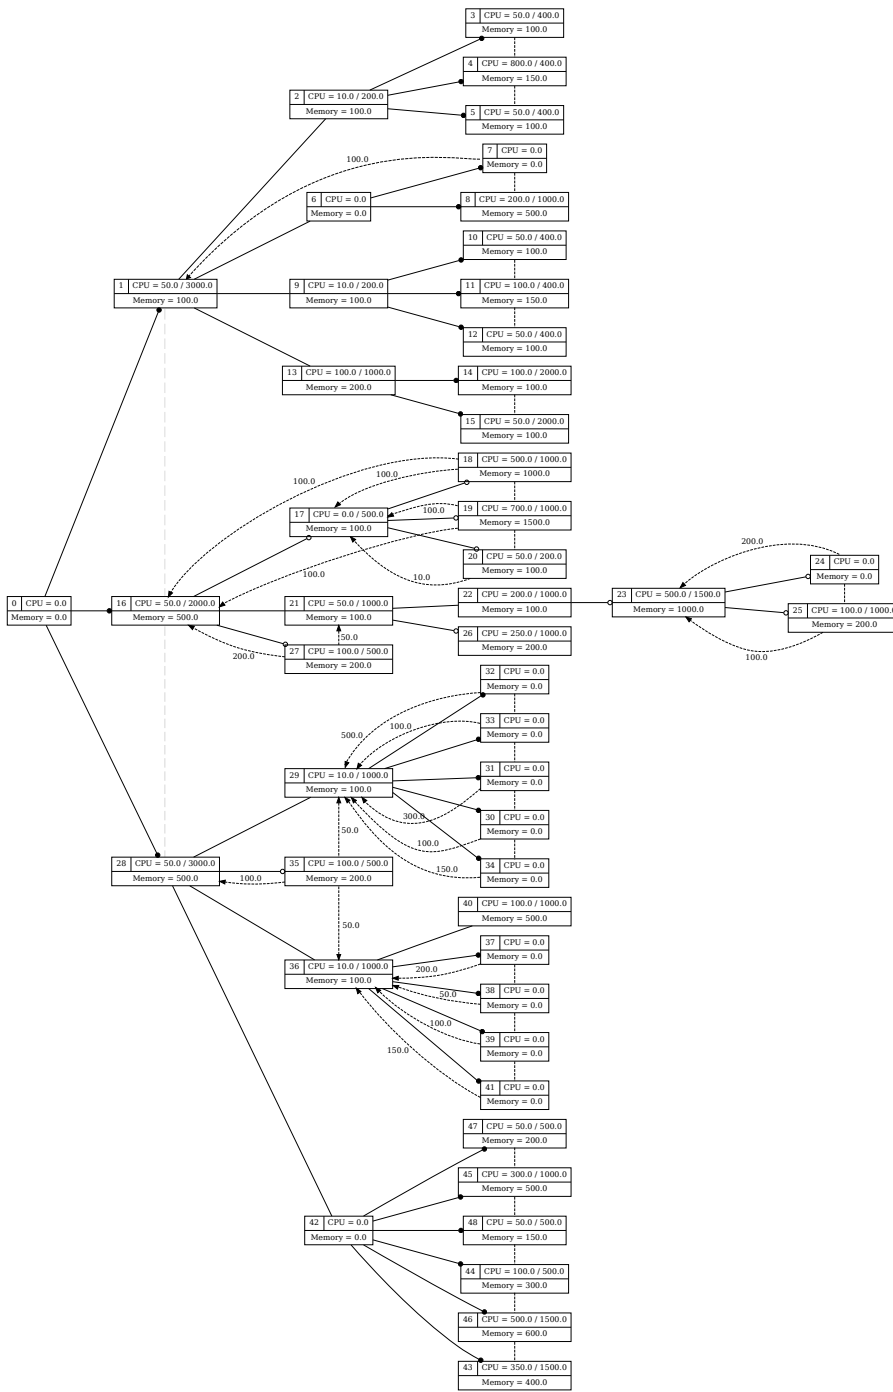 3 CPU = 50.0 / 400.0
Memory = 100.0
4 CPU = 800.0 / 400.0
Memory = 150.0
2 CPU = 10.0 / 200.0
Memory = 100.0
5 CPU = 50.0 / 400.0
Memory = 100.0
7 CPU = 0.0
Memory = 0.0
100.0
6 CPU = 0.0
Memory = 0.0
8 CPU = 200.0 / 1000.0
Memory = 500.0
10 CPU = 50.0 / 400.0
Memory = 100.0
1 CPU = 50.0 / 3000.0
Memory = 100.0
9 CPU = 10.0 / 200.0
Memory = 100.0
11 CPU = 100.0 / 400.0
Memory = 150.0
12 CPU = 50.0 / 400.0
Memory = 100.0
13 CPU = 100.0 / 1000.0
Memory = 200.0
14 CPU = 100.0 / 2000.0
Memory = 100.0
15 CPU = 50.0 / 2000.0
Memory = 100.0
18 CPU = 500.0 / 1000.0
Memory = 1000.0
100.0
100.0
17 CPU = 0.0 / 500.0
Memory = 100.0
100.0
19 CPU = 700.0 / 1000.0
Memory = 1500.0
20 CPU = 50.0 / 200.0
Memory = 100.0
100.0
10.0
200.0
24 CPU = 0.0
Memory = 0.0
0 CPU = 0.0
Memory = 0.0
16 CPU = 50.0 / 2000.0
Memory = 500.0
21 CPU = 50.0 / 1000.0
Memory = 100.0
22 CPU = 200.0 / 1000.0
Memory = 100.0
23 CPU = 500.0 / 1500.0
Memory = 1000.0
25 CPU = 100.0 / 1000.0
Memory = 200.0
50.0
26 CPU = 250.0 / 1000.0
Memory = 200.0
27 CPU = 100.0 / 500.0
Memory = 200.0
200.0
100.0
32 CPU = 0.0
Memory = 0.0
33 CPU = 0.0
Memory = 0.0
500.0
100.0
29 CPU = 10.0 / 1000.0
Memory = 100.0
31 CPU = 0.0
Memory = 0.0
300.0
30 CPU = 0.0
Memory = 0.0
50.0
100.0
28 CPU = 50.0 / 3000.0
Memory = 500.0
35 CPU = 100.0 / 500.0
Memory = 200.0
100.0
150.0
34 CPU = 0.0
Memory = 0.0
40 CPU = 100.0 / 1000.0
Memory = 500.0
50.0
37 CPU = 0.0
Memory = 0.0
36 CPU = 10.0 / 1000.0
Memory = 100.0
200.0
38 CPU = 0.0
Memory = 0.0
50.0
100.0
39 CPU = 0.0
Memory = 0.0
150.0
41 CPU = 0.0
Memory = 0.0
47 CPU = 50.0 / 500.0
Memory = 200.0
45 CPU = 300.0 / 1000.0
Memory = 500.0
42 CPU = 0.0
Memory = 0.0
48 CPU = 50.0 / 500.0
Memory = 150.0
44 CPU = 100.0 / 500.0
Memory = 300.0
46 CPU = 500.0 / 1500.0
Memory = 600.0
43 CPU = 350.0 / 1500.0
Memory = 400.0